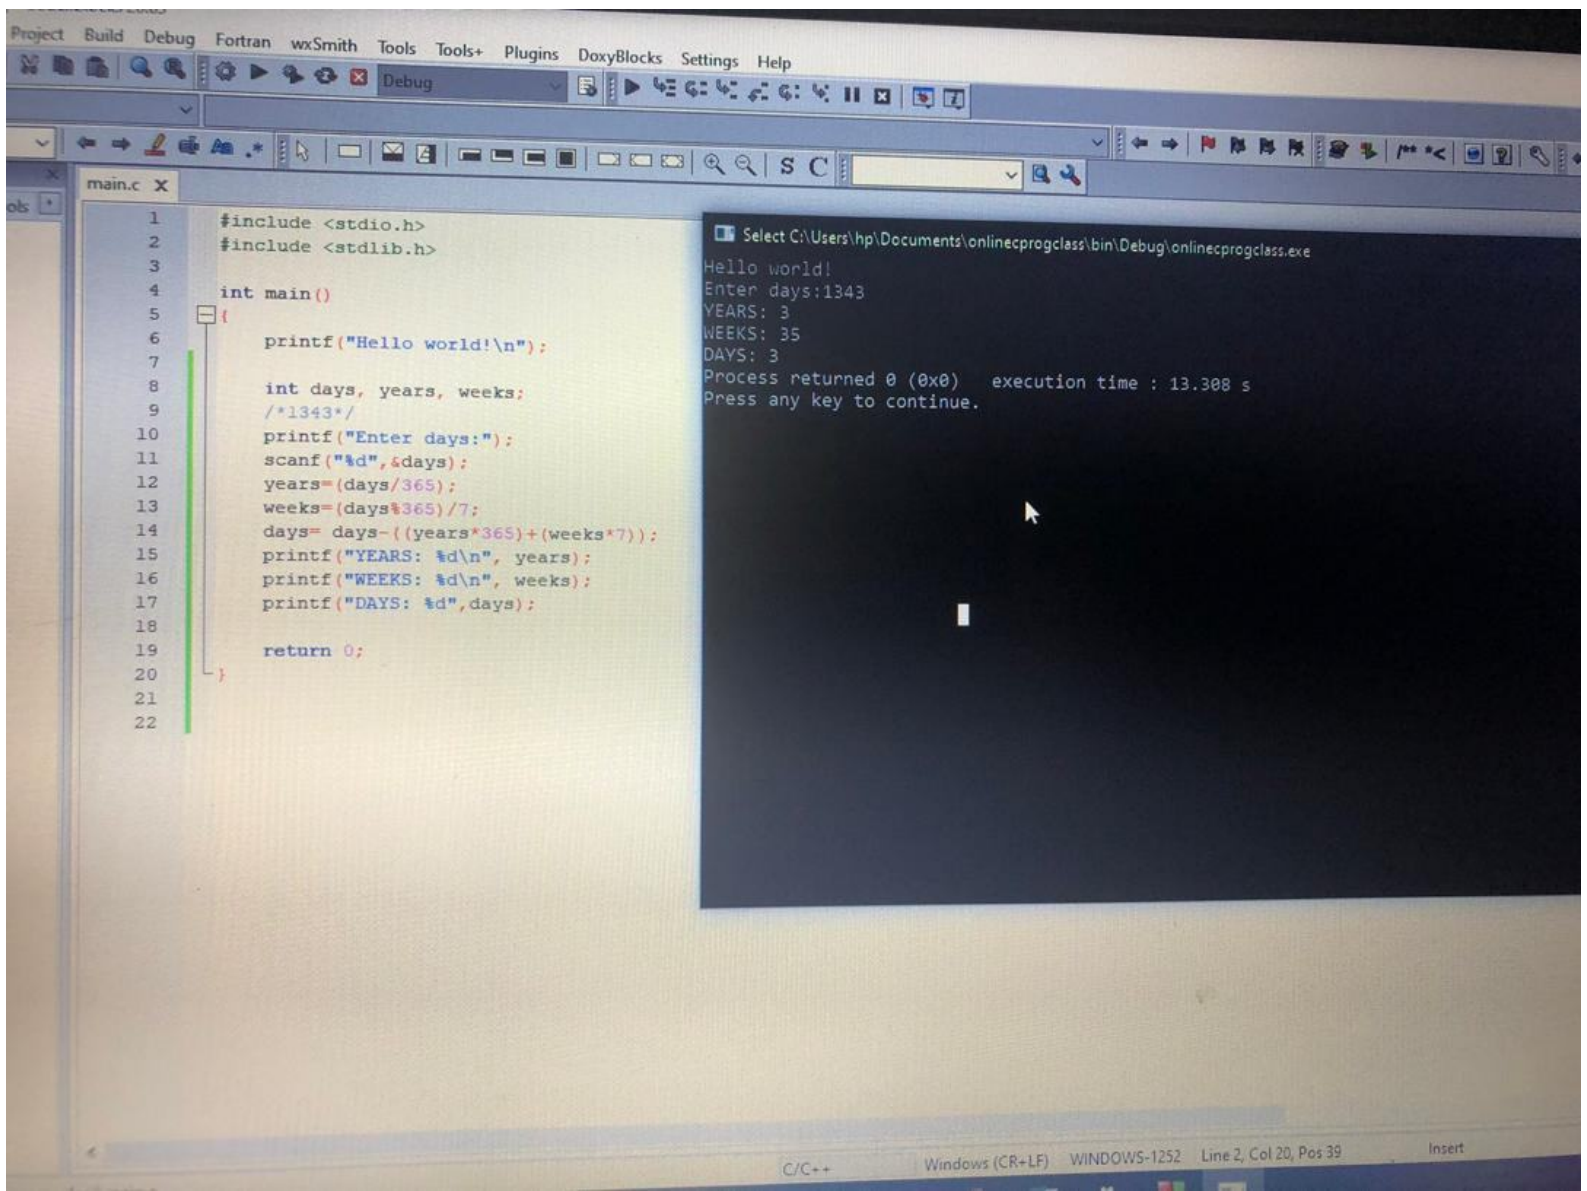 Project Build Debug Fortran wxSmith Tools Tools+ Plugins DoxyBlocks Settings Help
Debug
S C
main.c X
1 #include <stdio.h>
2 #include <stdlib.h>
3
4 int main()
5 {
6 printf("Hello world!\n");
7
8 int days, years, weeks;
9 /*1343*/
10 printf("Enter days:");
11 scanf("%d",&days);
12 years=(days/365);
13 weeks=(days%365)/7;
14 days= days-((years*365)+(weeks*7));
15 printf("YEARS: %d\n", years);
16 printf("WEEKS: %d\n", weeks);
17 printf("DAYS: %d",days);
18
19 return 0;
20 }
21
22
Select C:\Users\hp\Documents\onlinecprogclass\bin\Debug\onlinecprogclass.exe
Hello world!
Enter days:1343
YEARS: 3
WEEKS: 35
DAYS: 3
Process returned 0 (0x0) execution time : 13.308 s
Press any key to continue.
C/C++ Windows (CR+LF) WINDOWS-1252 Line 2, Col 20, Pos 39 Insert